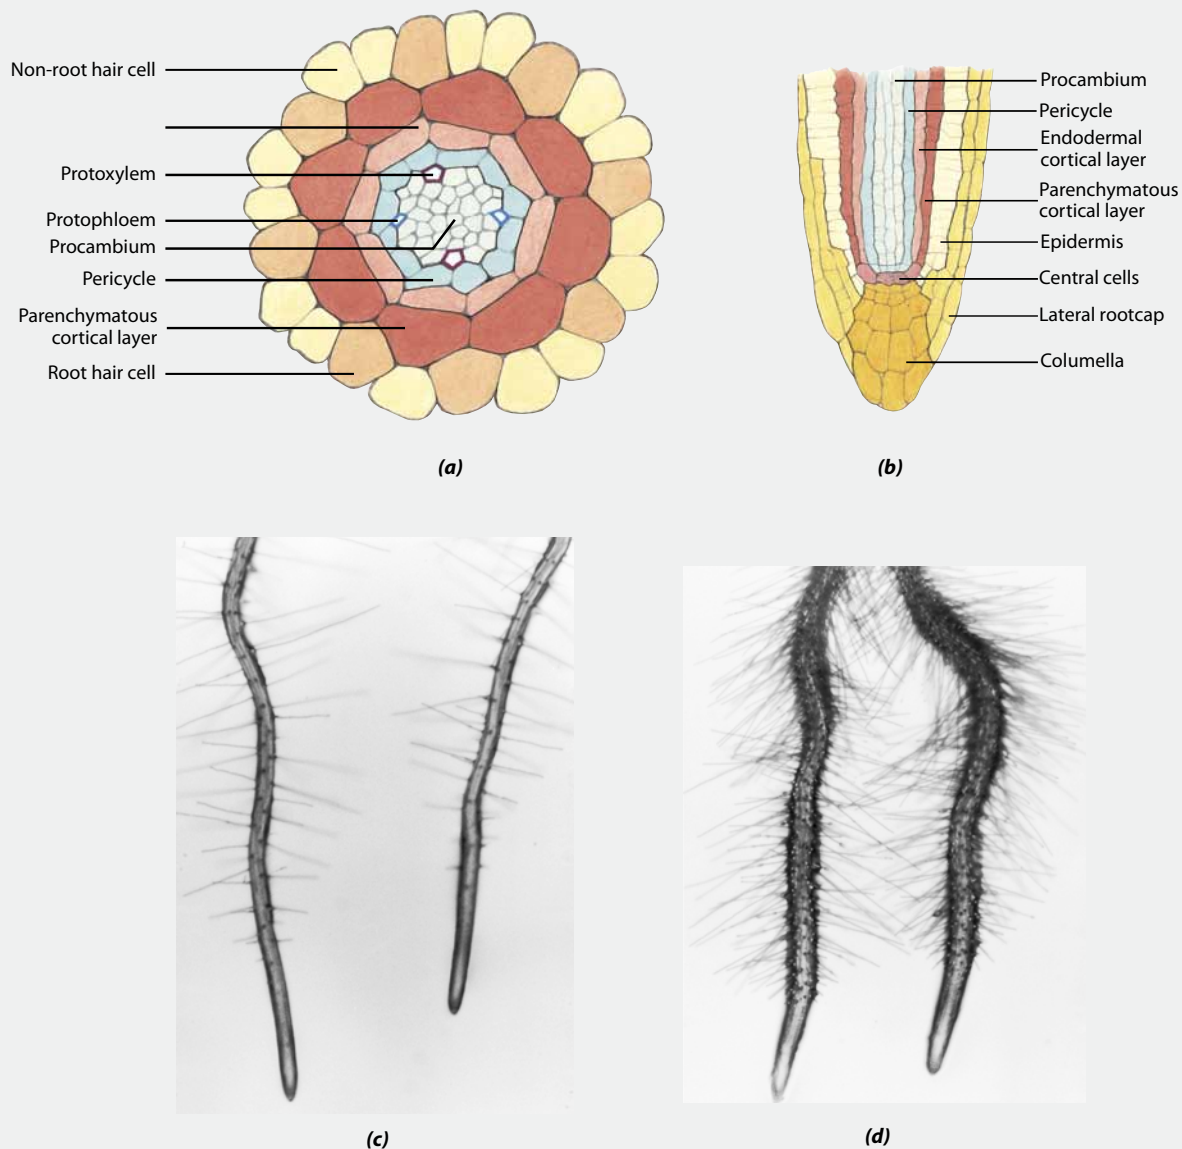 Non-root hair cell
Protoxylem
Protophloem
Procambium
Pericycle
Parenchymatous
cortical layer
Root hair cell
(a)
Procambium
Pericycle
Endodermal
cortical layer
Parenchymatous
cortical layer
Epidermis
Central cells
Lateral rootcap
Columella
(b)
(c)
(d)